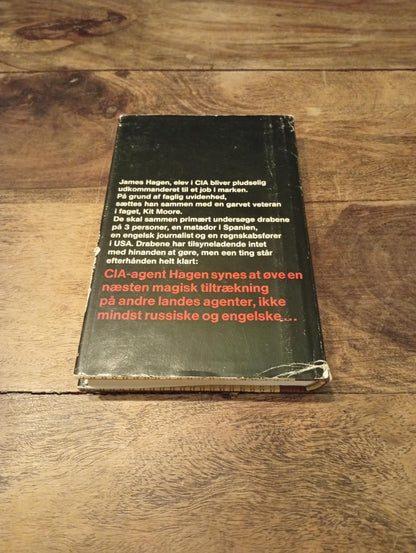 James Hagen, elev i CIA bliver pludselig
udkommanderet til et job i marken.
På grund af faglig uvidenhed,
sættes han sammen med en garvet veteran
i faget, Kit Moore.
De skal sammen primært undersøge drabene
på 3 personer, en matador i Spanien,
en engelsk journalist og en regnskabsfører
i USA. Drabene har tilsyneladende intet
med hinanden at gøre, men een ting står
efterhånden helt klart:
CIA-agent Hagen synes at øve en
næsten magisk tiltrækning
på andre landes agenter, ikke
mindst russiske og engelske....